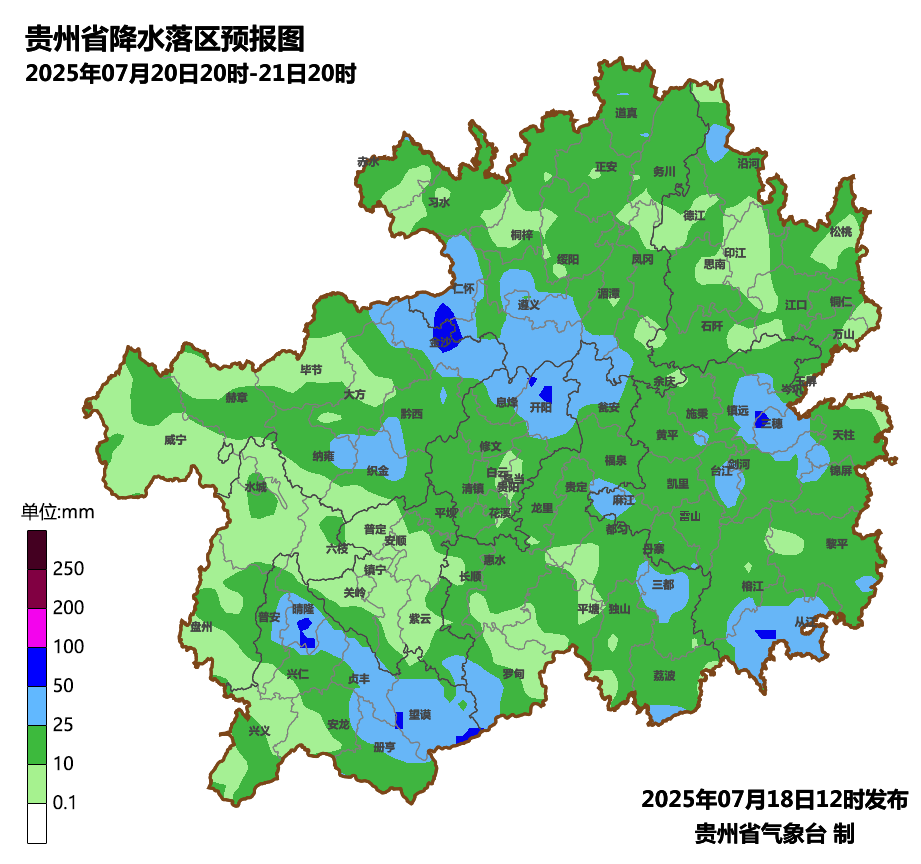 贵州省降水落区预报图
2025年07月20日20时-21日20时
道真
赤水
沿河
正安
务川
习水
德江
松桃
桐梓
印江
绥阳
凤冈
思南
仁怀
湄潭
遵义
江口
铜仁
石阡
万山
金沙
毕节
余庆
玉屏
岑巩
大方
赫章
息烽
开阳
瓮安
黔西
施秉
镇远
三穗
威宁
黄平
天柱
修文
纳雍
织金
福泉
台江
剑河
锦屏
白云
乌当
水城
清镇
贵阳
贵定
凯里
麻江
龙里
平坝
花溪
雷山
单位:mm
普定
都匀
安顺
六枝
黎平
丹寨
惠水
250
镇宁
长顺
三都
榕江
关岭
200
晴隆
平塘
独山
普安
紫云
从江
盘州
100
兴仁
罗甸
荔波
贞丰
50
望谟
安龙
25
兴义
册亨
10
0.1
2025年07月18日12时发布
贵州省气象台 制